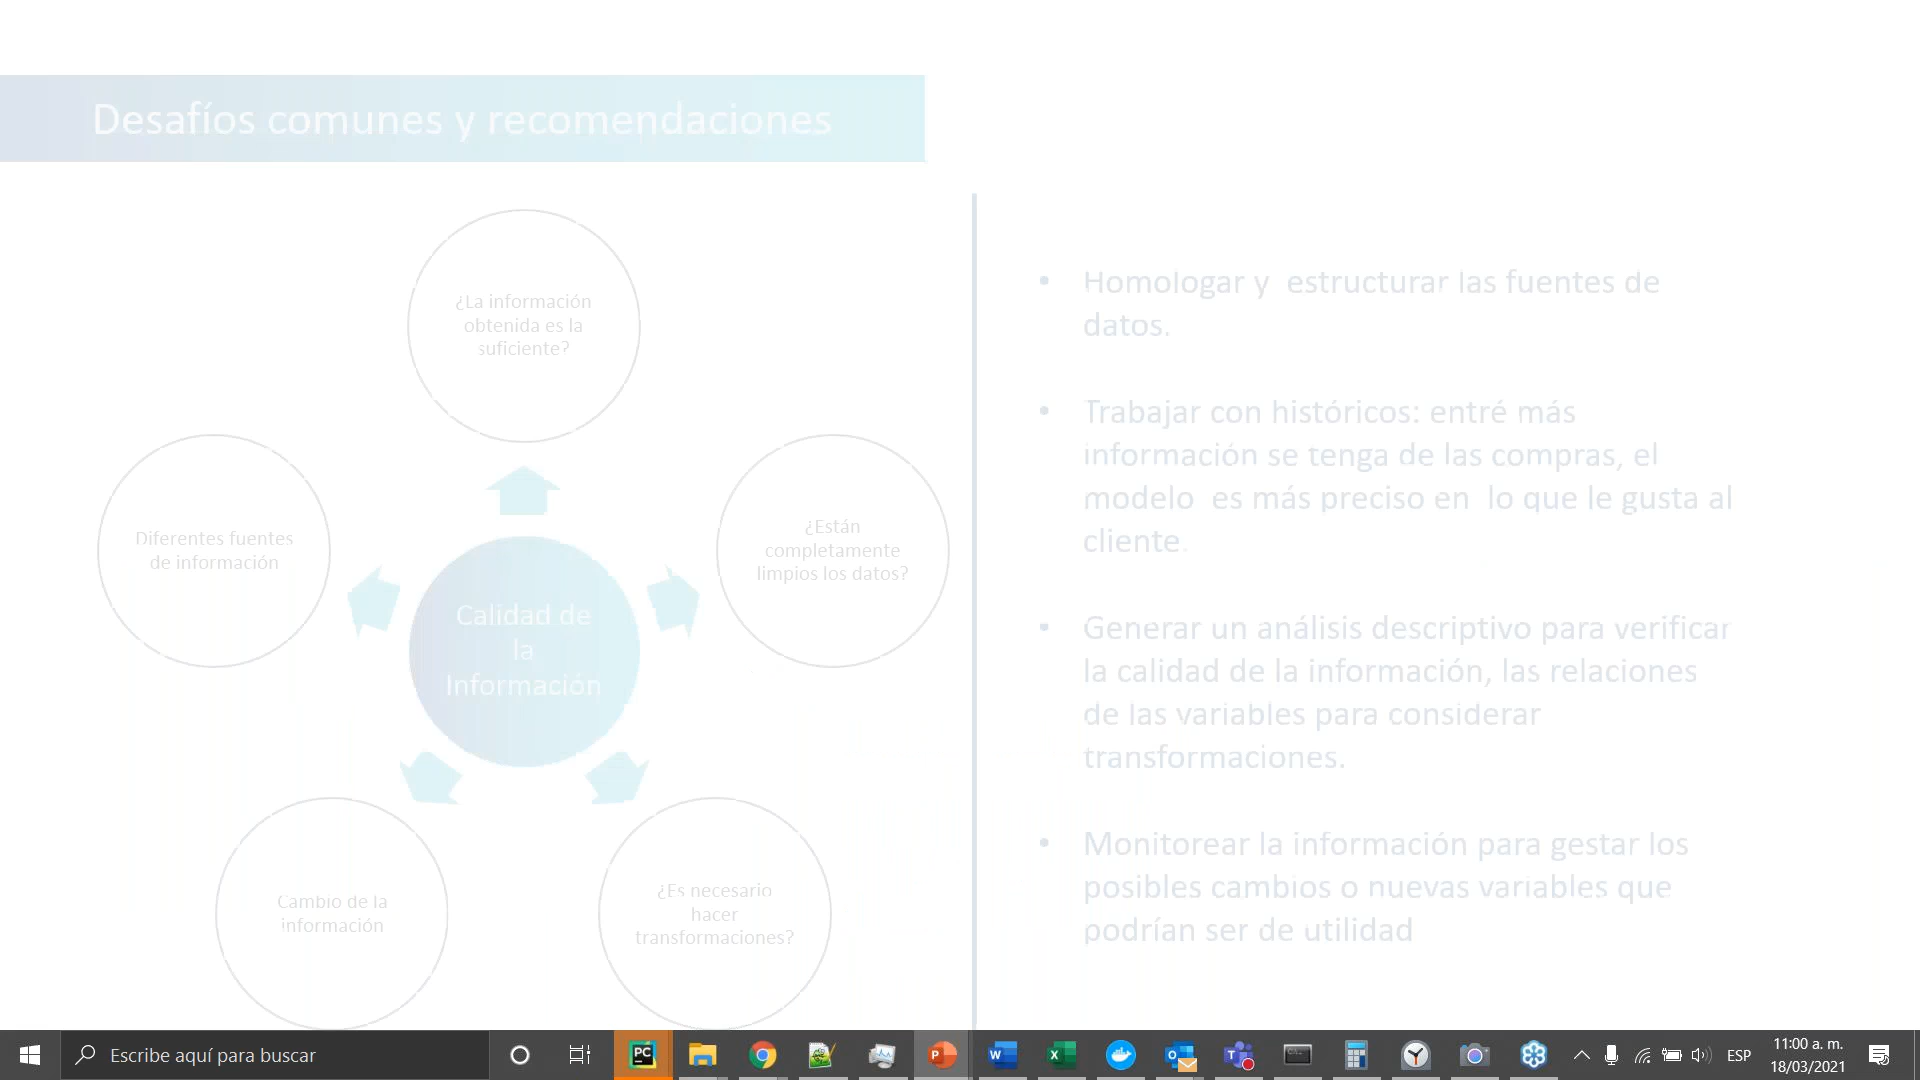 Desafíos comunes y recomendaciones
¿La información
obtenida es la
suficiente?
Diferentes fuentes
de información
¿Están
completamente
limpios los datos?
Calidad de
la
Información
Cambio de la
información
¿Es necesario
hacer
transformaciones?
• Homologar y  estructurar las fuentes de
datos.
• Trabajar con históricos: entré más
información se tenga de las compras, el
modelo  es más preciso en  lo que le gusta al
cliente.
• Generar un análisis descriptivo para verificar
la calidad de la información, las relaciones
de las variables para considerar
transformaciones.
• Monitorear la información para gestar los
posibles cambios o nuevas variables que
podrían ser de utilidad
Escribe aquí para buscar
ESP
11:00 a. m.
18/03/2021